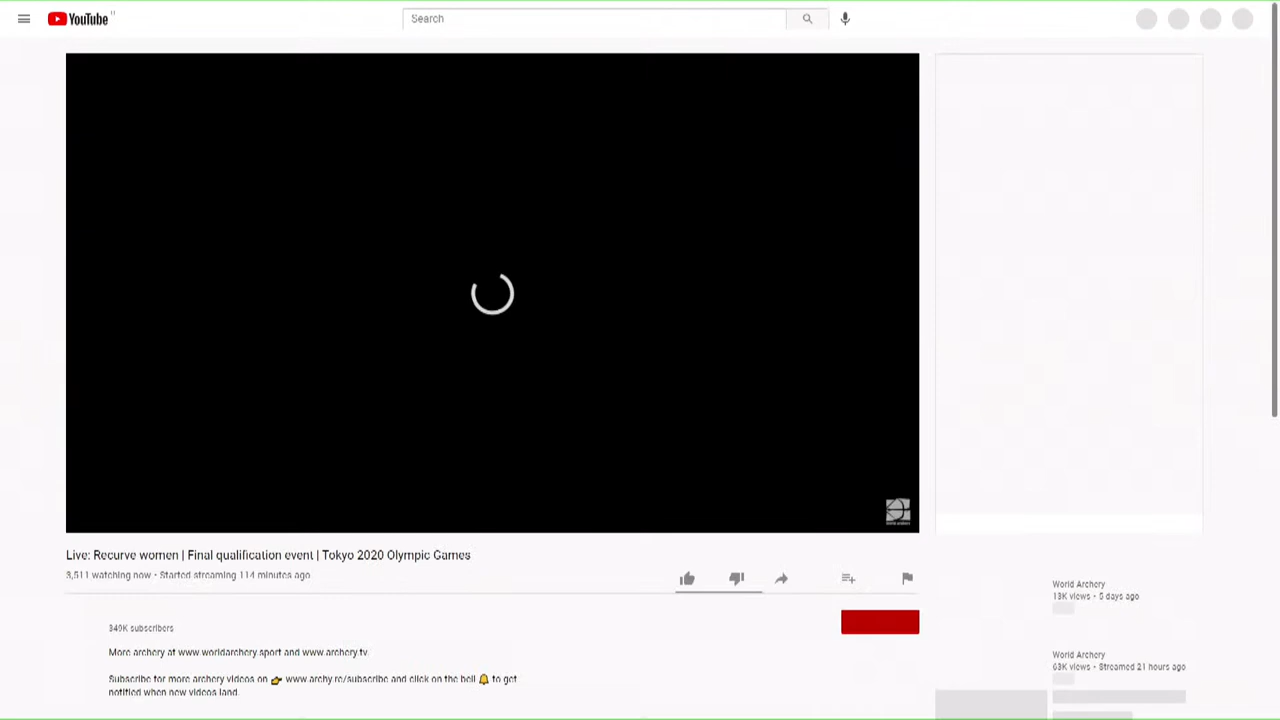 YouTube
Search
Live: Recurve women | Final qualification event | Tokyo 2020 Olympic Games
3,511 watching now • Started streaming 114 minutes ago
349K subscribers
More archery at www.worldarchery.sport and www.archery.tv.
Subscribe for more archery videos on 👉 www.archy.re/subscribe and click on the bell 🔔 to get
notified when new videos land.
World Archery
13K views • 5 days ago
World Archery
63K views • Streamed 21 hours ago